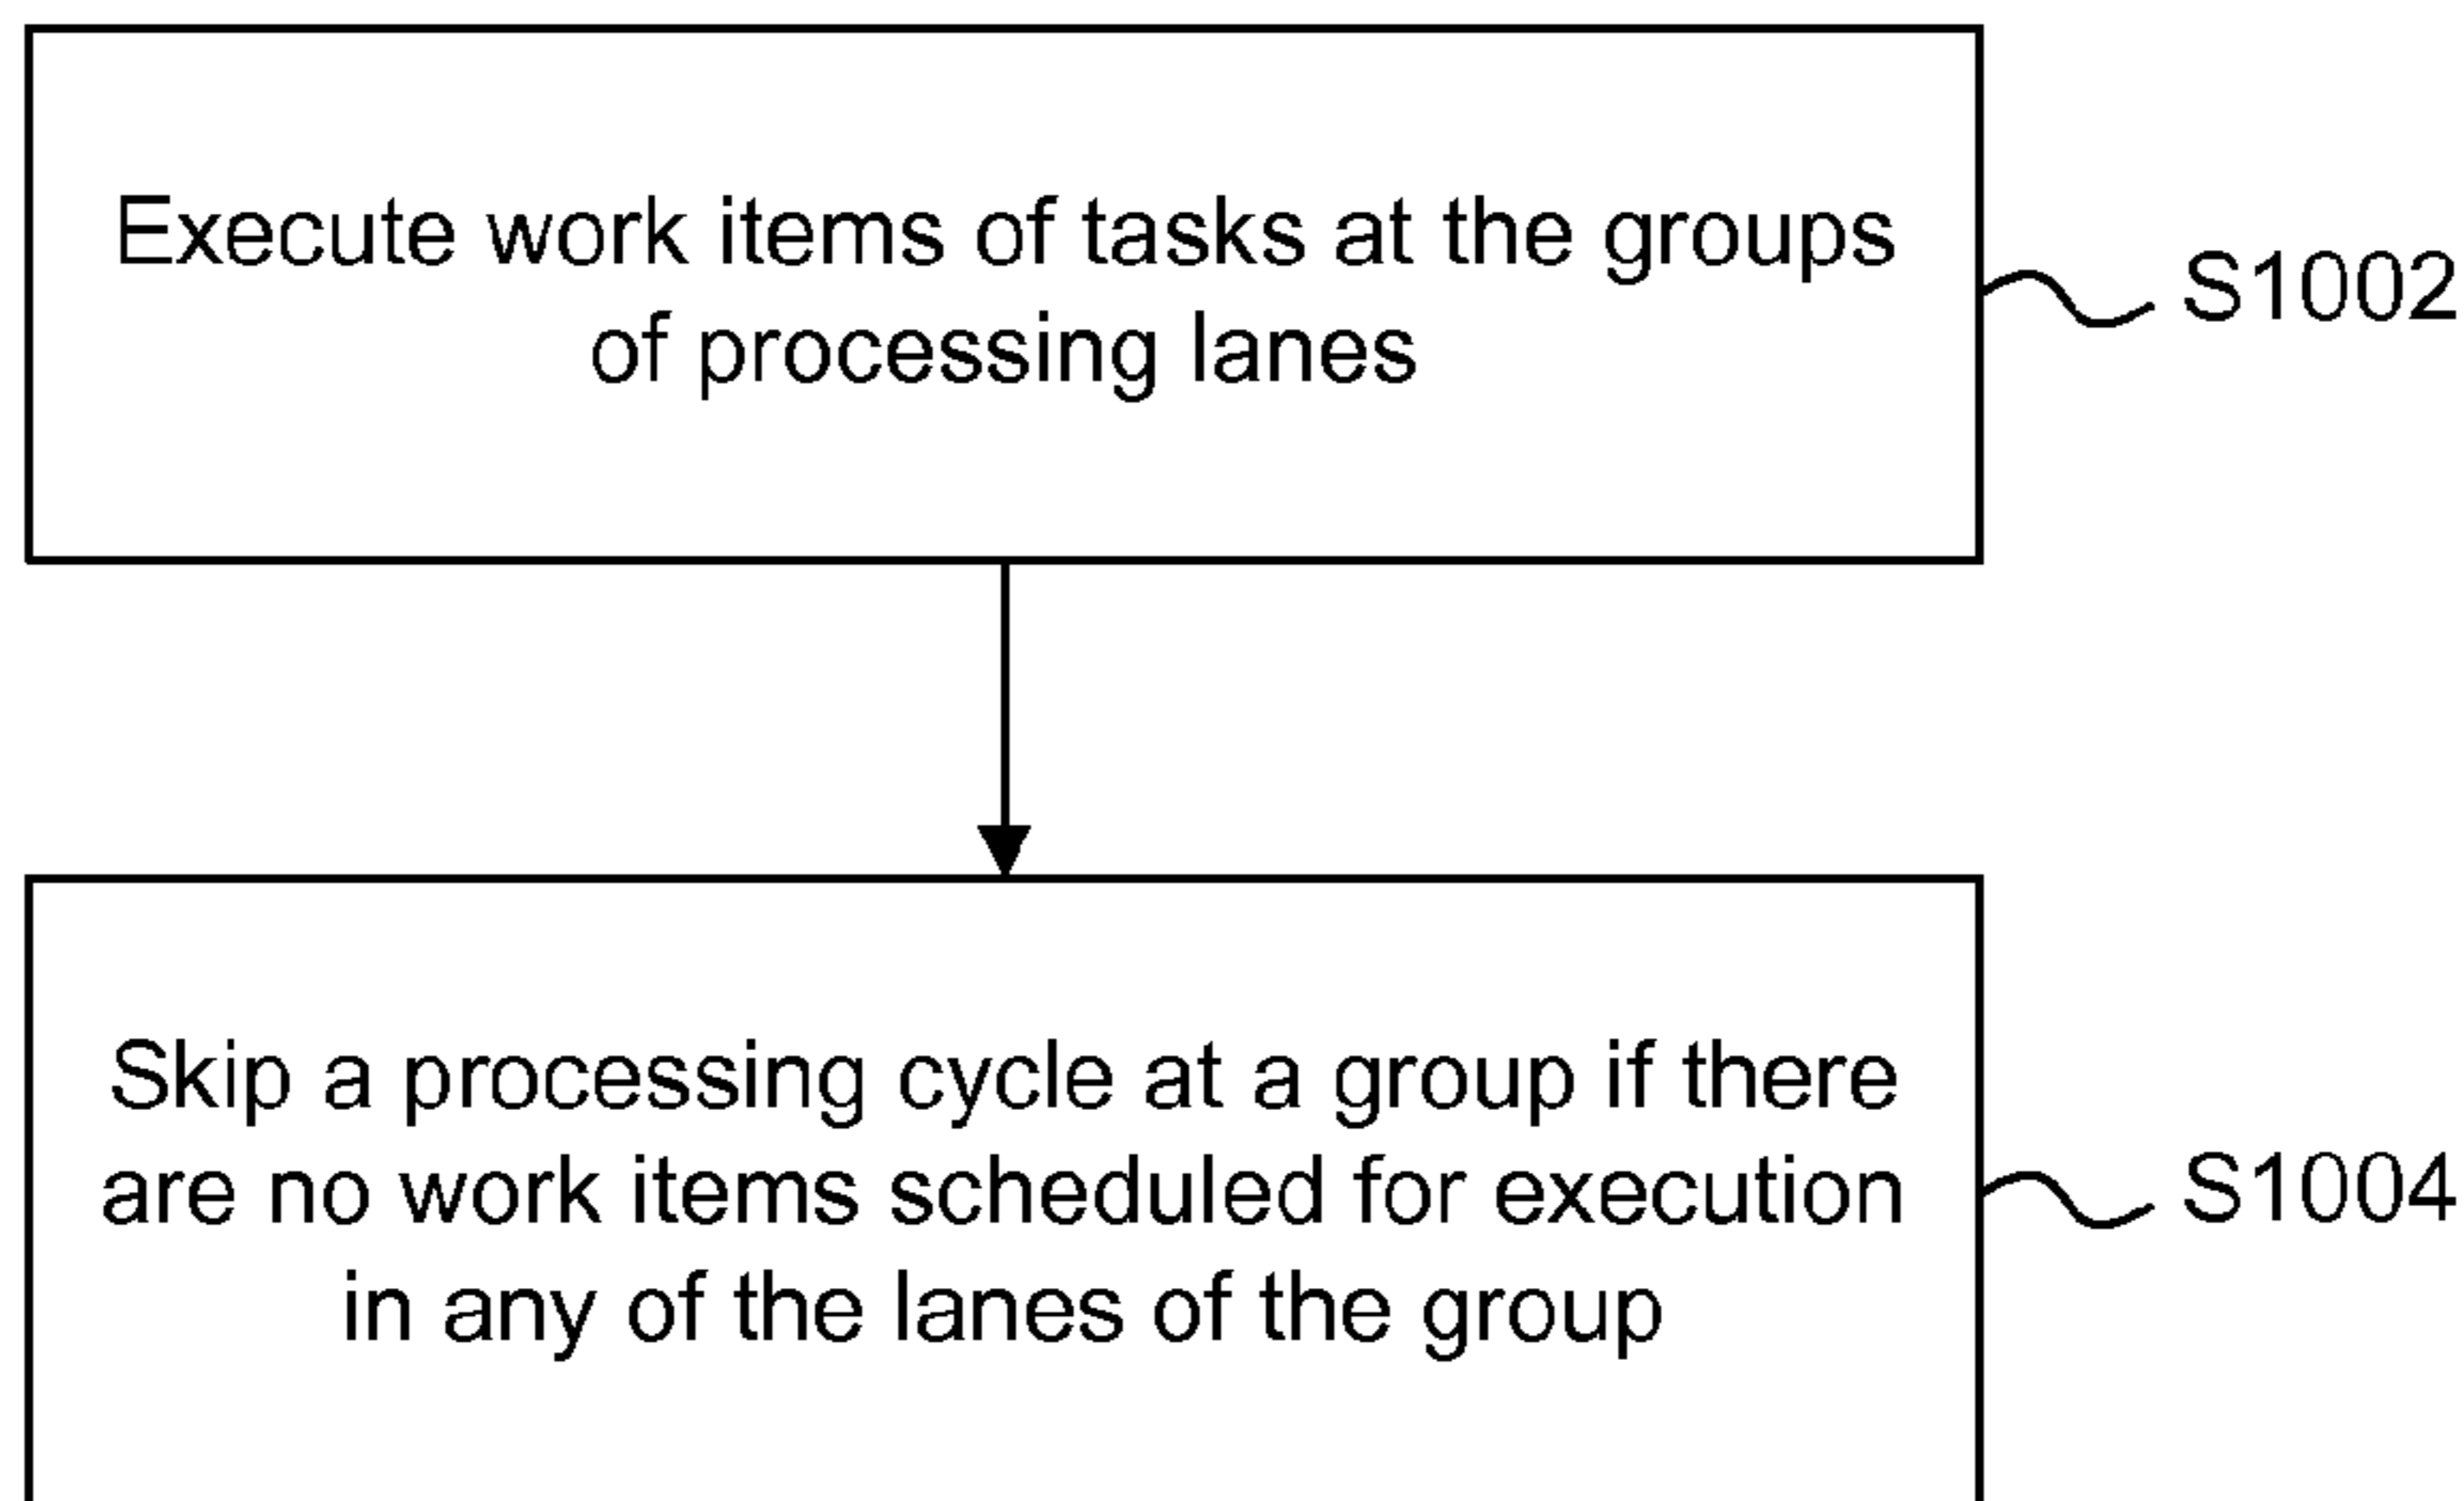 Execute work items of tasks at the groups
of processing lanes
S1002
Skip a processing cycle at a group if there
are no work items scheduled for execution
in any of the lanes of the group
S1004